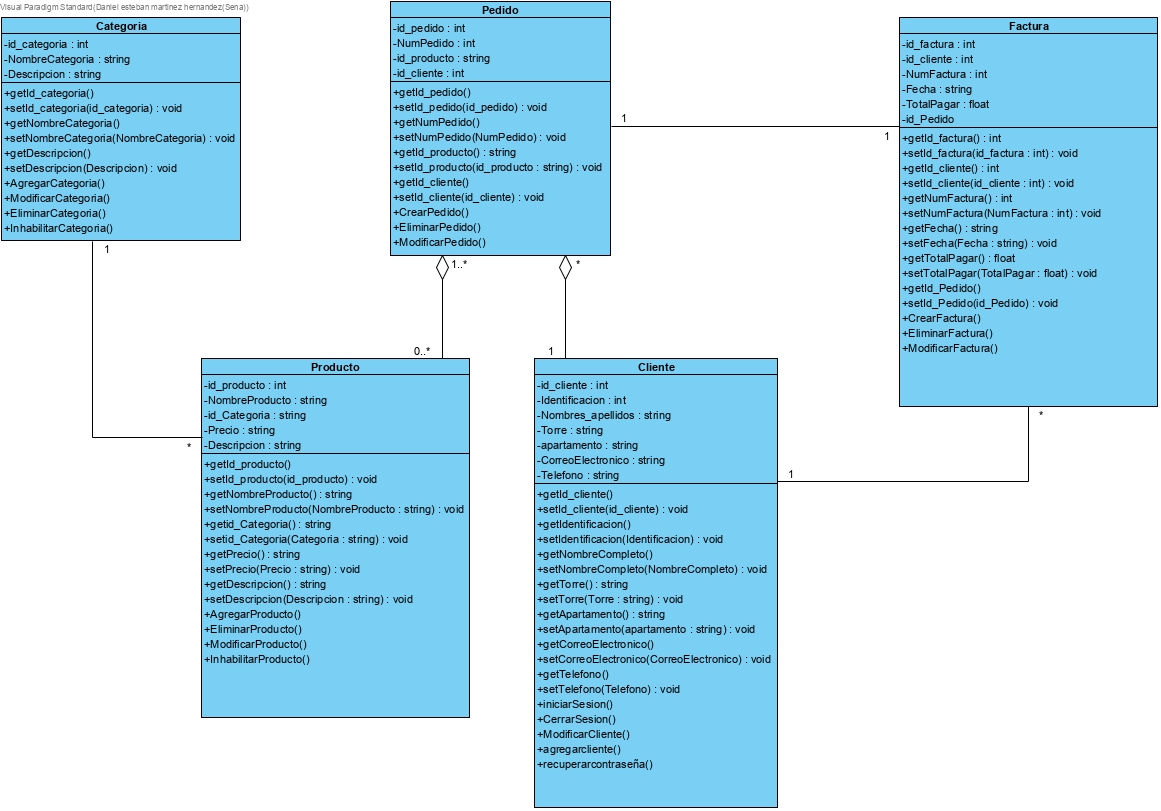 Visual Paradigm Standard(Daniel esteban martinez hernandez(Sena))
Categoria
-id_categoria : int
-NombreCategoria : string
-Descripcion : string
+getId_categoria()
+setId_categoria(id_categoria) : void
+getNombreCategoria()
+setNombreCategoria(NombreCategoria) : void
+getDescripcion()
+setDescripcion(Descripcion) : void
+AgregarCategoria()
+ModificarCategoria()
+EliminarCategoria()
+InhabilitarCategoria()
1
*
Pedido
-id_pedido : int
-NumPedido : int
-id_producto : string
-id_cliente : int
+getId_pedido()
+setId_pedido(id_pedido) : void
+getNumPedido()
+setNumPedido(NumPedido) : void
+getId_producto() : string
+setId_producto(id_producto : string) : void
+getId_cliente()
+setId_cliente(id_cliente) : void
+CrearPedido()
+EliminarPedido()
+ModificarPedido()
1
1
1..*
*
0..*
1
Factura
-id_factura : int
-id_cliente : int
-NumFactura : int
-Fecha : string
-TotalPagar : float
-id_Pedido
+getId_factura() : int
+setId_factura(id_factura : int) : void
+getId_cliente() : int
+setId_cliente(id_cliente : int) : void
+getNumFactura() : int
+setNumFactura(NumFactura : int) : void
+getFecha() : string
+setFecha(Fecha : string) : void
+getTotalPagar() : float
+setTotalPagar(TotalPagar : float) : void
+getId_Pedido()
+setId_Pedido(id_Pedido) : void
+CrearFactura()
+EliminarFactura()
+ModificarFactura()
*
1
Producto
-id_producto : int
-NombreProducto : string
-id_Categoria : string
-Precio : string
-Descripcion : string
+getId_producto()
+setId_producto(id_producto) : void
+getNombreProducto() : string
+setNombreProducto(NombreProducto : string) : void
+getid_Categoria() : string
+setid_Categoria(Categoria : string) : void
+getPrecio() : string
+setPrecio(Precio : string) : void
+getDescripcion() : string
+setDescripcion(Descripcion : string) : void
+AgregarProducto()
+EliminarProducto()
+ModificarProducto()
+InhabilitarProducto()
Cliente
-id_cliente : int
-Identificacion : int
-Nombres_apellidos : string
-Torre : string
-apartamento : string
-CorreoElectronico : string
-Telefono : string
+getId_cliente()
+setId_cliente(id_cliente) : void
+getIdentificacion()
+setIdentificacion(Identificacion) : void
+getNombreCompleto()
+setNombreCompleto(NombreCompleto) : void
+getTorre() : string
+setTorre(Torre : string) : void
+getApartamento() : string
+setApartamento(apartamento : string) : void
+getCorreoElectronico()
+setCorreoElectronico(CorreoElectronico) : void
+getTelefono()
+setTelefono(Telefono) : void
+iniciarSesion()
+CerrarSesion()
+ModificarCliente()
+agregarcliente()
+recuperarcontraseña()